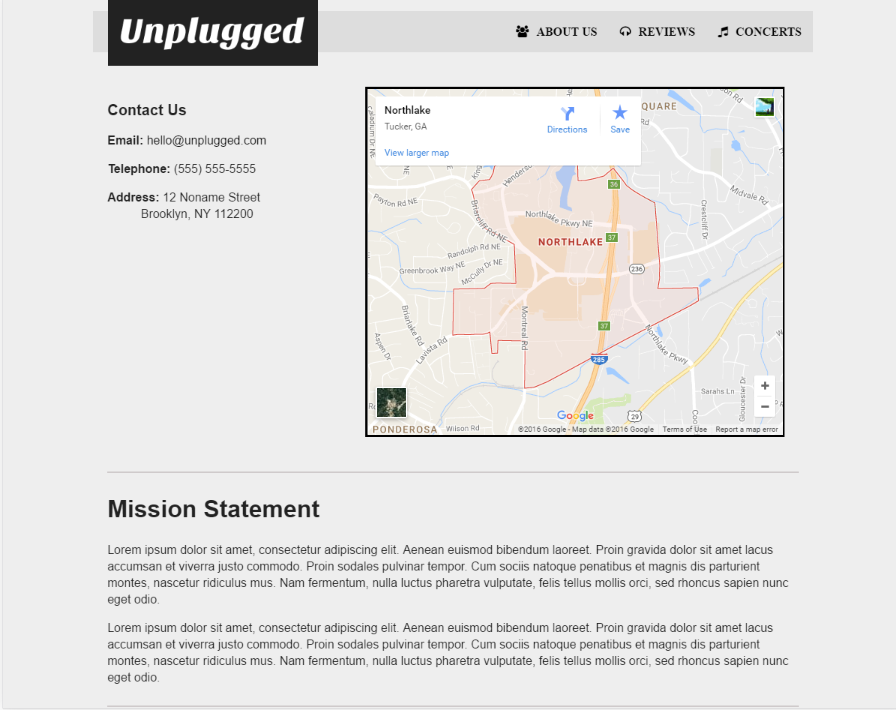 Unplugged
ABOUT US
REVIEWS
CONCERTS
Contact Us
Email: hello@unplugged.com
Telephone: (555) 555-5555
Address: 12 Noname Street
Brooklyn, NY 112200
Northlake
Tucker, GA
View larger map
Directions
Save
QUARE
Midvale Rd
Payton Rd NE
Briarcliff Rd NE
Northlake Pkwy NE
Crestcliff Dr
36
37
NORTHLAKE
Randolph Rd NE
Greenbrook Way NE
McCully Dr NE
236
Briarlake Rd
Montreal Rd
37
Northlake Pkwy
Aspen Dr
Lavista Rd
285
Sarahs Ln
Gloucester Dr
+
−
Google
29
PONDEROSA
Wilson Rd
©2016 Google - Map data ©2016 Google
Terms of Use
Report a map error
Mission Statement
Lorem ipsum dolor sit amet, consectetur adipiscing elit. Aenean euismod bibendum laoreet. Proin gravida dolor sit amet lacus
accumsan et viverra justo commodo. Proin sodales pulvinar tempor. Cum sociis natoque penatibus et magnis dis parturient
montes, nascetur ridiculus mus. Nam fermentum, nulla luctus pharetra vulputate, felis tellus mollis orci, sed rhoncus sapien nunc
eget odio.
Lorem ipsum dolor sit amet, consectetur adipiscing elit. Aenean euismod bibendum laoreet. Proin gravida dolor sit amet lacus
accumsan et viverra justo commodo. Proin sodales pulvinar tempor. Cum sociis natoque penatibus et magnis dis parturient
montes, nascetur ridiculus mus. Nam fermentum, nulla luctus pharetra vulputate, felis tellus mollis orci, sed rhoncus sapien nunc
eget odio.